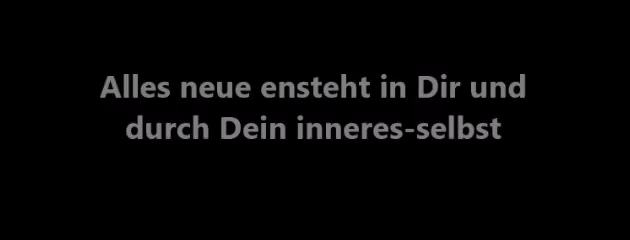 Alles neue ensteht in Dir und
durch Dein inneres-selbst